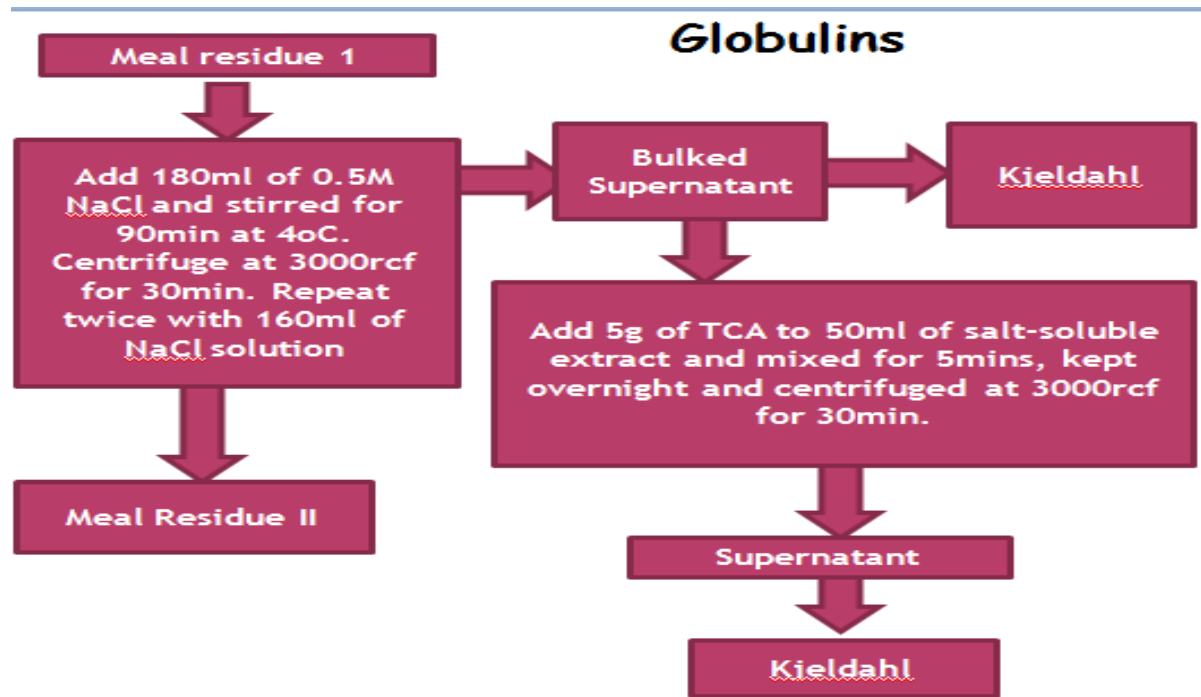 Globulins
Meal residue 1
Add 180ml of 0.5M
NaCl and stirred for
90min at 4oC.
Centrifuge at 3000rcf
for 30min. Repeat
twice with 160ml of
NaCl solution
Bulked
Supernatant
Kjeldahl
Add 5g of TCA to 50ml of salt-soluble
extract and mixed for 5mins, kept
overnight and centrifuged at 3000rcf
for 30min.
Meal Residue II
Supernatant
Kjeldahl